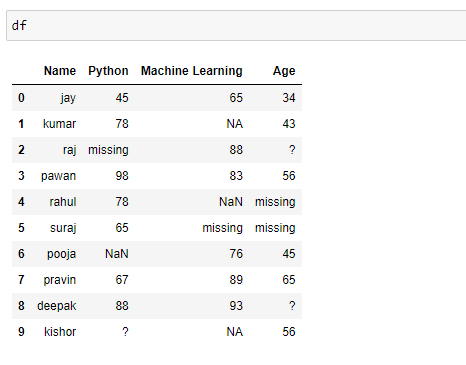 df
Name Python Machine Learning Age
0 jay 45 65 34
1 kumar 78 NA 43
2 raj missing 88 ?
3 pawan 98 83 56
4 rahul 78 NaN missing
5 suraj 65 missing missing
6 pooja NaN 76 45
7 pravin 67 89 65
8 deepak 88 93 ?
9 kishor ? NA 56